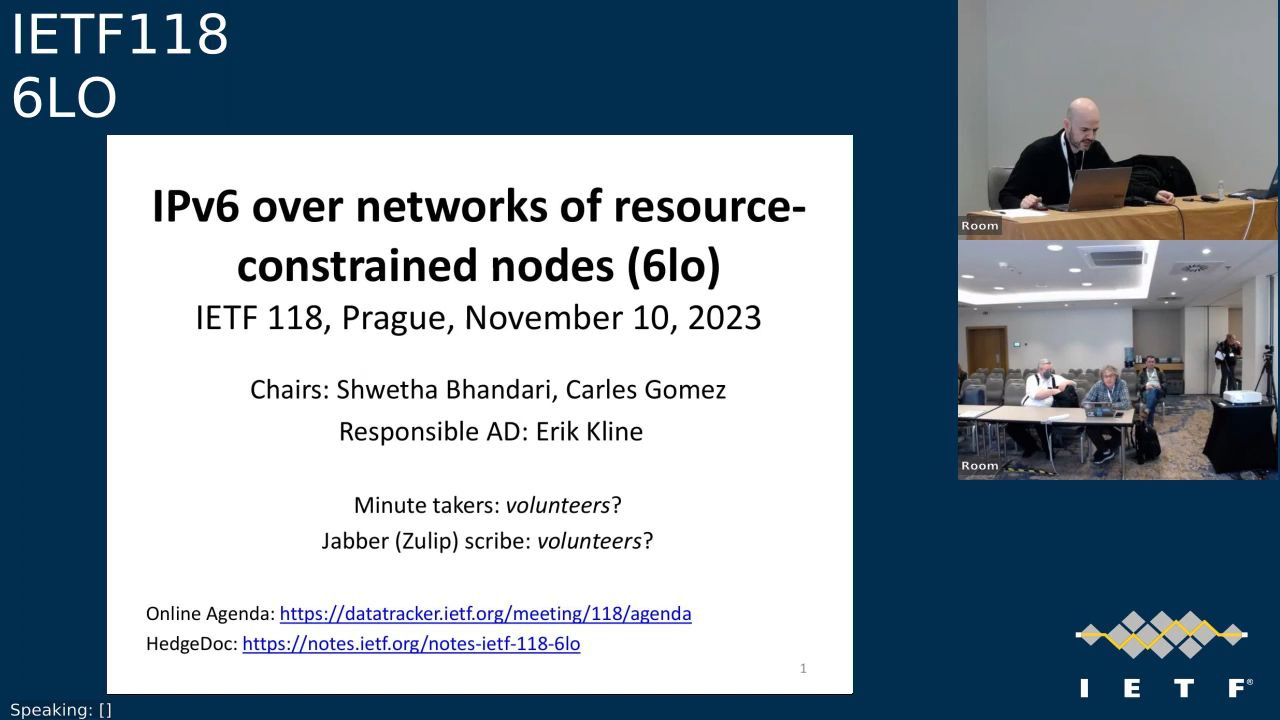 IETF118
6LO
IPv6 over networks of resource-
constrained nodes (6lo)
IETF 118, Prague, November 10, 2023
Chairs: Shwetha Bhandari, Carles Gomez
Responsible AD: Erik Kline
Minute takers: volunteers?
Jabber (Zulip) scribe: volunteers?
Online Agenda: https://datatracker.ietf.org/meeting/118/agenda
HedgeDoc: https://notes.ietf.org/notes-ietf-118-6lo
1
Room
Room
I E T F®
Speaking: []